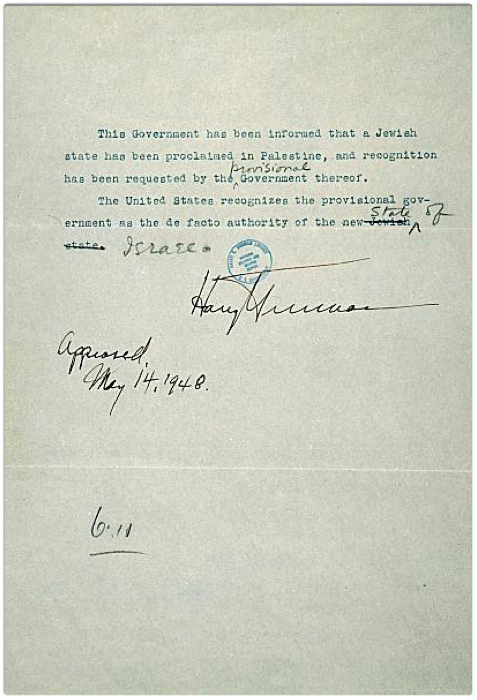 This Government has been informed that a Jewish
state has been proclaimed in Palestine, and recognition
provisional
has been requested by the Government thereof.
The United States recognizes the provisional gov-
State of
ernment as the de facto authority of the new Jewish
state. Israel.
Harry Truman
Approved,
May 14, 1948.
6.11